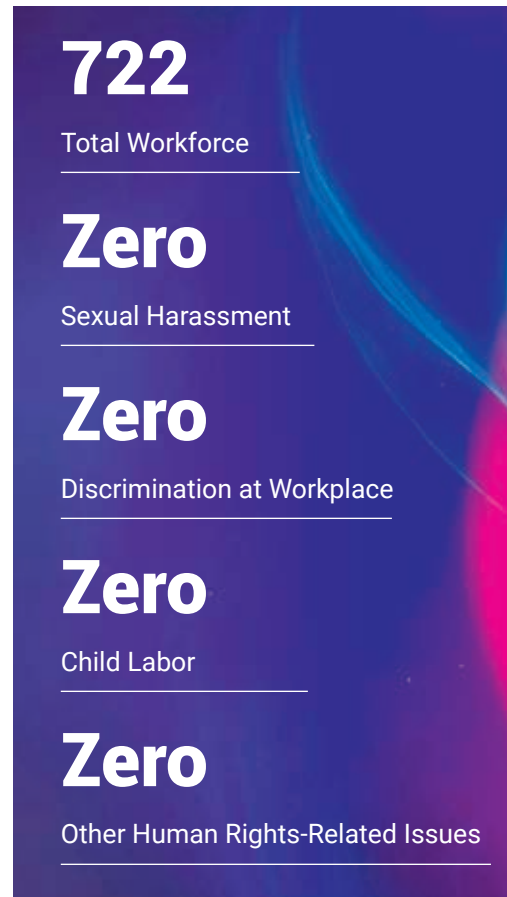 722
Total Workforce
Zero
Sexual Harassment
Zero
Discrimination at Workplace
Zero
Child Labor
Zero
Other Human Rights-Related Issues